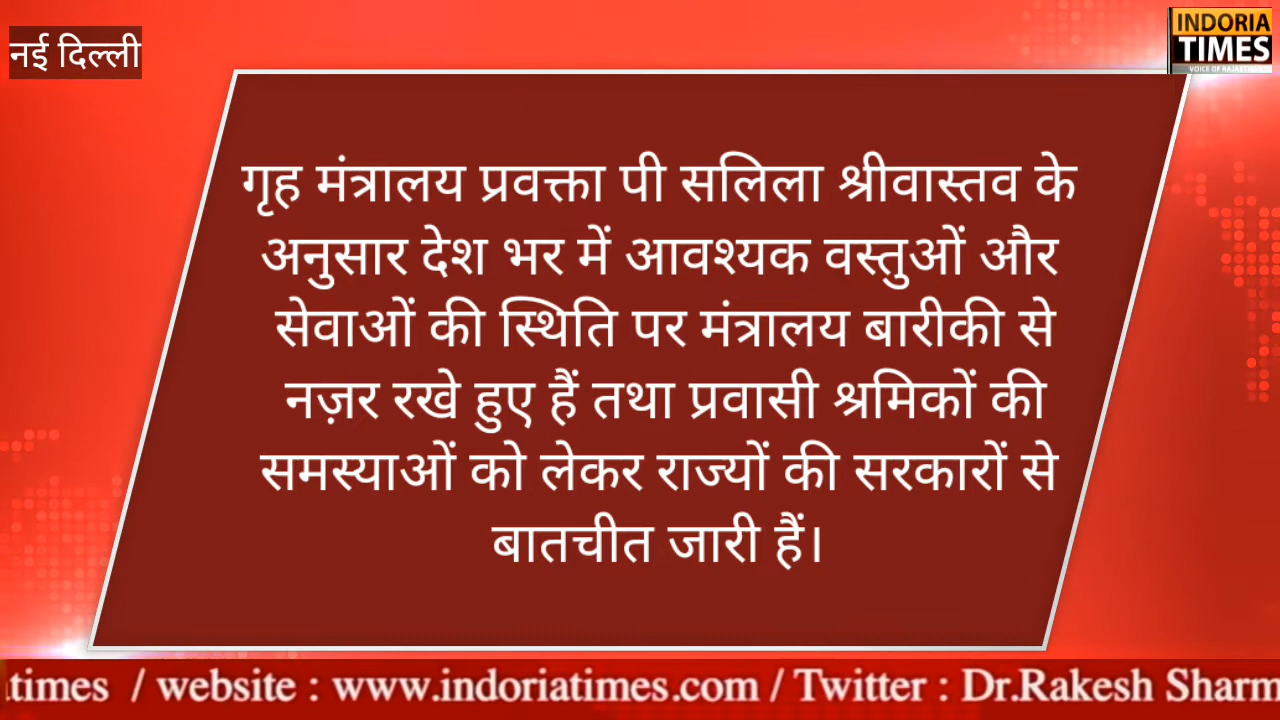 नई दिल्ली
INDORIA
TIMES
गृह मंत्रालय प्रवक्ता पी सलिला श्रीवास्तव के
अनुसार देश भर में आवश्यक वस्तुओं और
सेवाओं की स्थिति पर मंत्रालय बारीकी से
नज़र रखे हुए हैं तथा प्रवासी श्रमिकों की
समस्याओं को लेकर राज्यों की सरकारों से
बातचीत जारी हैं।
times / website : www.indoriatimes.com / Twitter : Dr.Rakesh Sharm